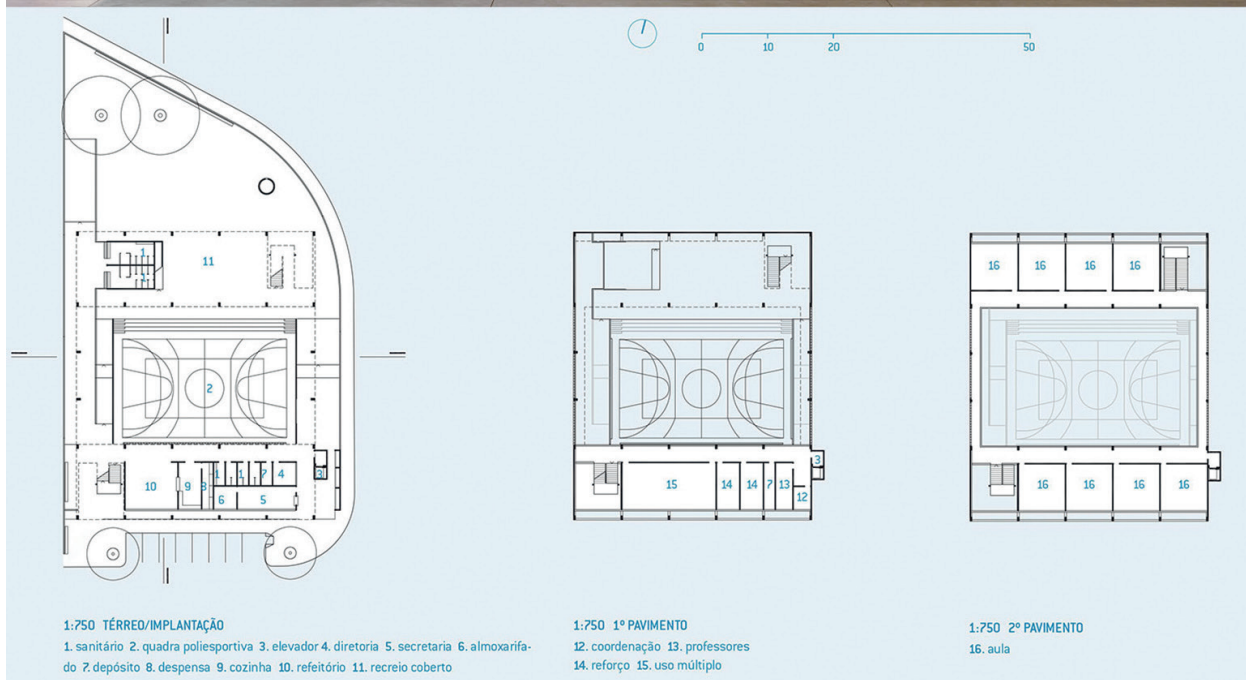 0 10 20 50
1
1
11
2
1 1 7 4 3
10 9 8
6 5
3
15 14 14 7 13
12
16 16 16 16
16 16 16 16
1:750 TÉRREO/IMPLANTAÇÃO
1. sanitário 2. quadra poliesportiva 3. elevador 4. diretoria 5. secretaria 6. almoxarifa-
do 7. depósito 8. despensa 9. cozinha 10. refeitório 11. recreio coberto
1:750 1º PAVIMENTO
12. coordenação 13. professores
14. reforço 15. uso múltiplo
1:750 2º PAVIMENTO
16. aula